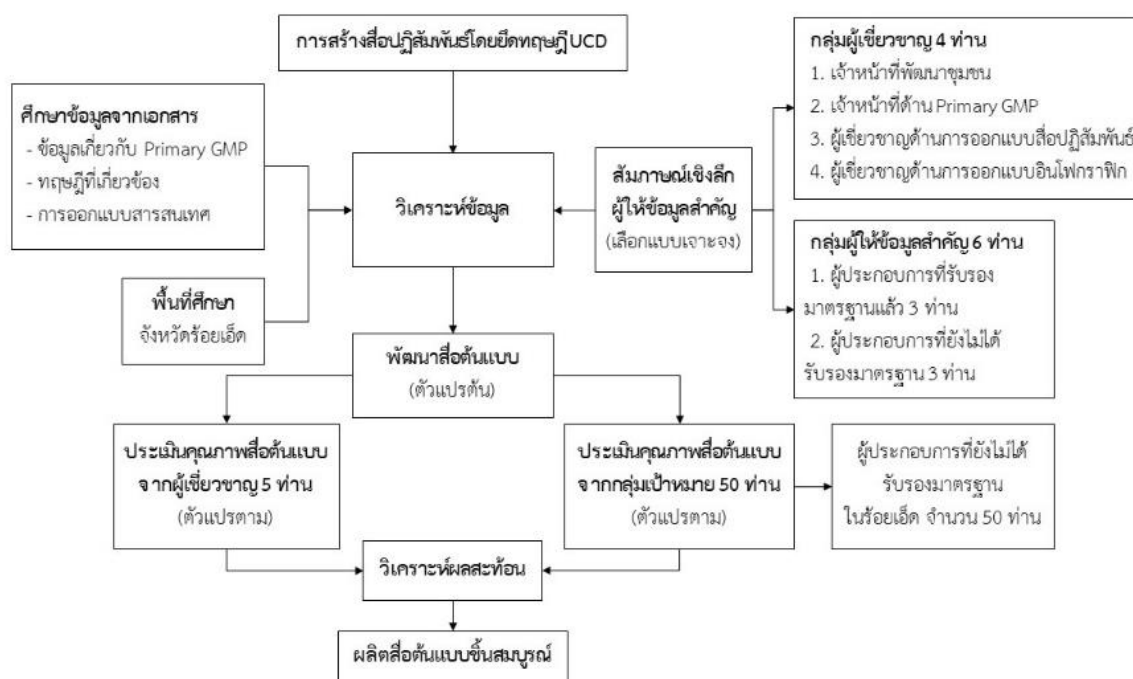 การสร้างสื่อปฏิสัมพันธ์โดยยึดทฤษฎี UCD
ศึกษาข้อมูลจากเอกสาร
- ข้อมูลเกี่ยวกับ Primary GMP
- ทฤษฎีที่เกี่ยวข้อง
- การออกแบบสารสนเทศ
พื้นที่ศึกษา
จังหวัดร้อยเอ็ด
วิเคราะห์ข้อมูล
สัมภาษณ์เชิงลึก
ผู้ให้ข้อมูลสำคัญ
(เลือกแบบเจาะจง)
กลุ่มผู้เชี่ยวชาญ 4 ท่าน
1. เจ้าหน้าที่พัฒนาชุมชน
2. เจ้าหน้าที่ด้าน Primary GMP
3. ผู้เชี่ยวชาญด้านการออกแบบสื่อปฏิสัมพันธ์
4. ผู้เชี่ยวชาญด้านการออกแบบอินโฟกราฟิก
กลุ่มผู้ให้ข้อมูลสำคัญ 6 ท่าน
1. ผู้ประกอบการที่รับรอง
มาตรฐานแล้ว 3 ท่าน
2. ผู้ประกอบการที่ยังไม่ได้
รับรองมาตรฐาน 3 ท่าน
พัฒนาสื่อต้นแบบ
(ตัวแปรต้น)
ประเมินคุณภาพสื่อต้นแบบ
จากผู้เชี่ยวชาญ 5 ท่าน
(ตัวแปรตาม)
ประเมินคุณภาพสื่อต้นแบบ
จากกลุ่มเป้าหมาย 50 ท่าน
(ตัวแปรตาม)
ผู้ประกอบการที่ยังไม่ได้
รับรองมาตรฐาน
ในร้อยเอ็ด จำนวน 50 ท่าน
วิเคราะห์ผลสะท้อน
ผลิตสื่อต้นแบบชิ้นสมบูรณ์